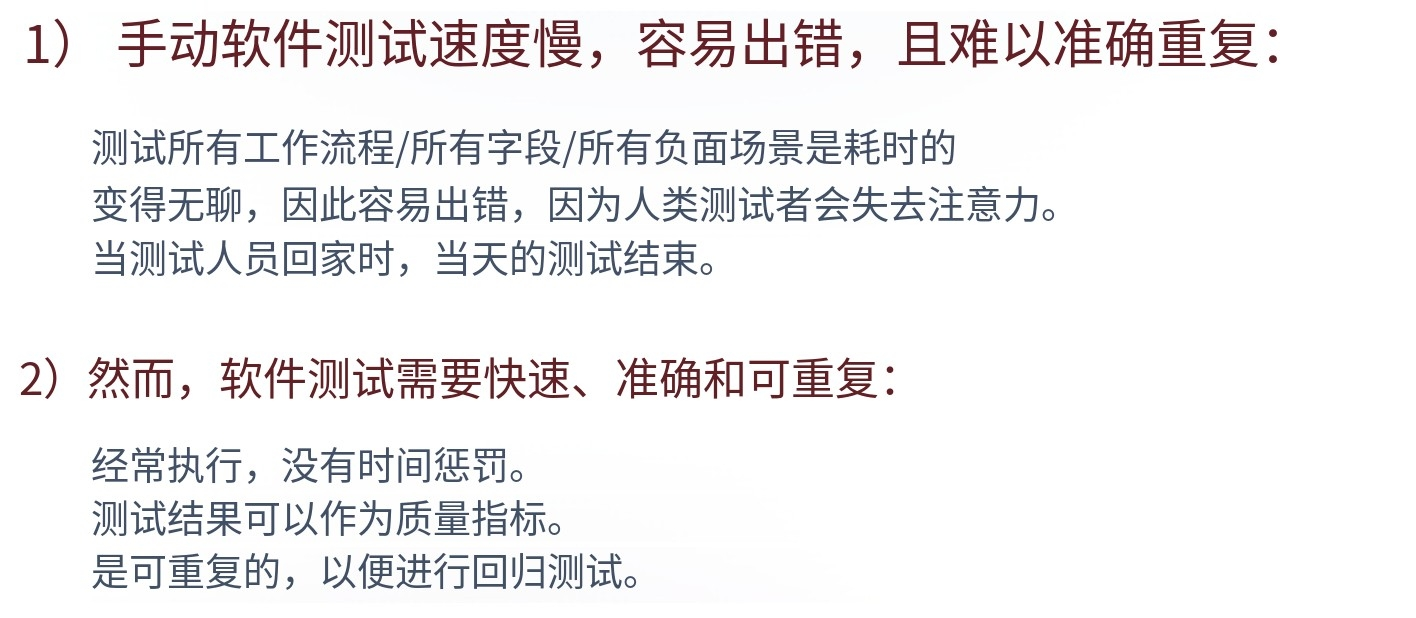 1） 手动软件测试速度慢，容易出错，且难以准确重复：
测试所有工作流程/所有字段/所有负面场景是耗时的
变得无聊，因此容易出错，因为人类测试者会失去注意力。
当测试人员回家时，当天的测试结束。
2）然而，软件测试需要快速、准确和可重复：
经常执行，没有时间惩罚。
测试结果可以作为质量指标。
是可重复的，以便进行回归测试。